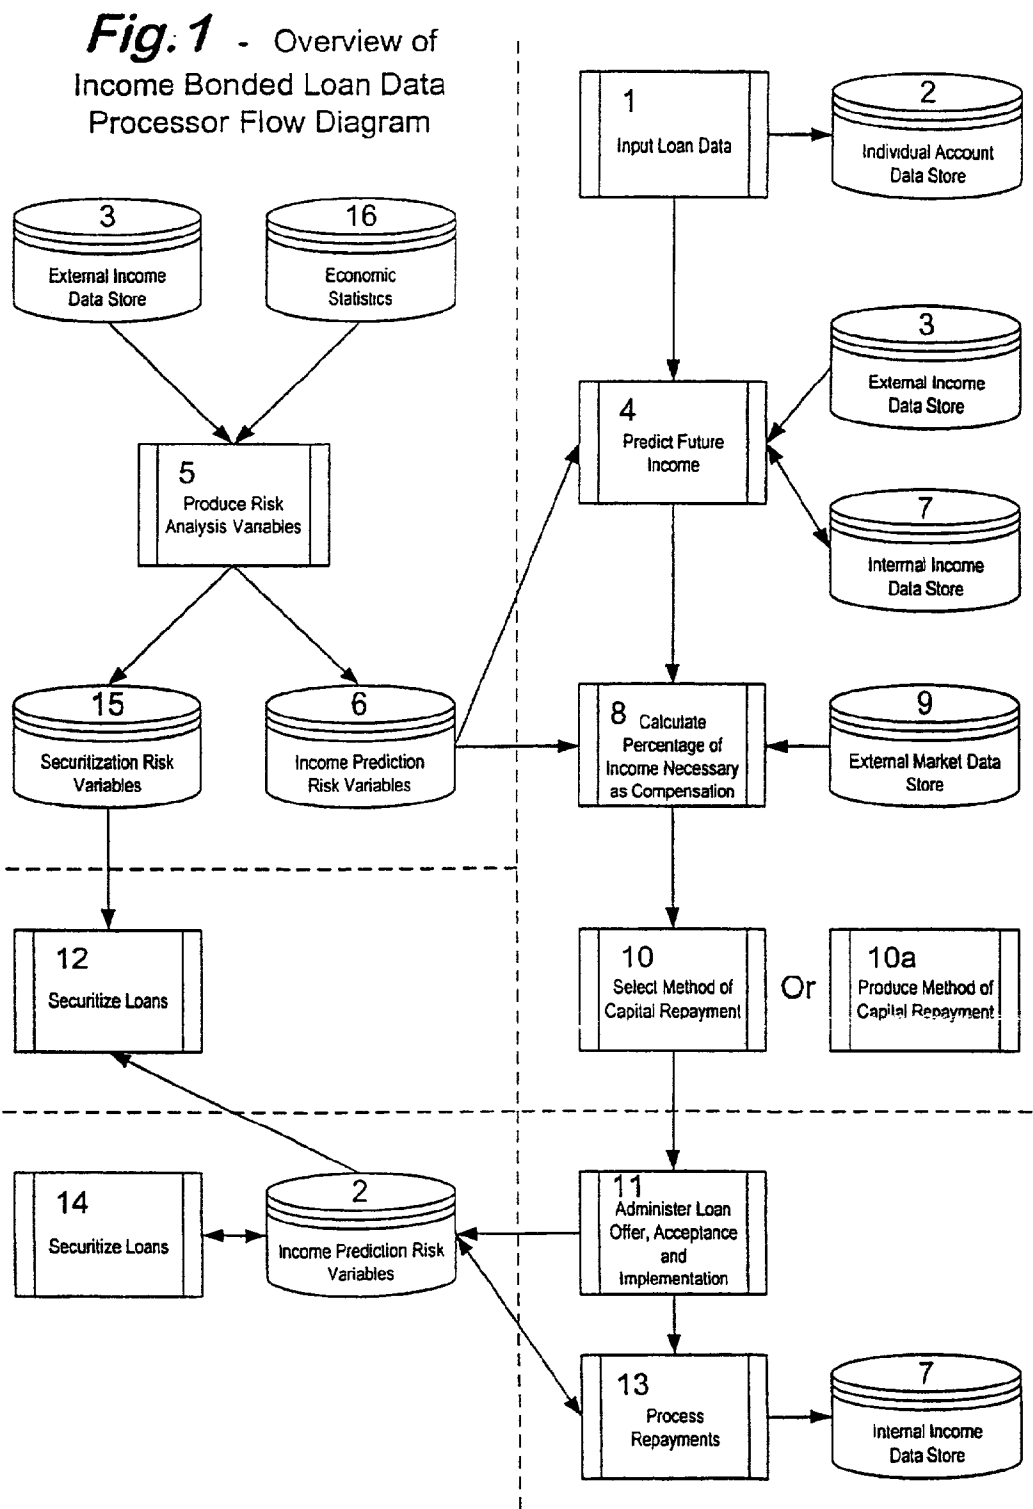 Fig.1 - Overview of
Income Bonded Loan Data
Processor Flow Diagram
1
Input Loan Data
2
Individual Account
Data Store
3
External Income
Data Store
16
Economic
Statistics
3
External Income
Data Store
4
Predict Future
Income
5
Produce Risk
Analysis Variables
7
Internal Income
Data Store
15
Securitization Risk
Variables
6
Income Prediction
Risk Variables
8 Calculate
Percentage of
Income Necessary
as Compensation
9
External Market Data
Store
12
Securitize Loans
10
Select Method of
Capital Repayment
Or
10a
Produce Method of
Capital Repayment
14
Securitize Loans
2
Income Prediction Risk
Variables
11
Administer Loan
Offer, Acceptance
and
Implementation
13
Process
Repayments
7
Internal Income
Data Store